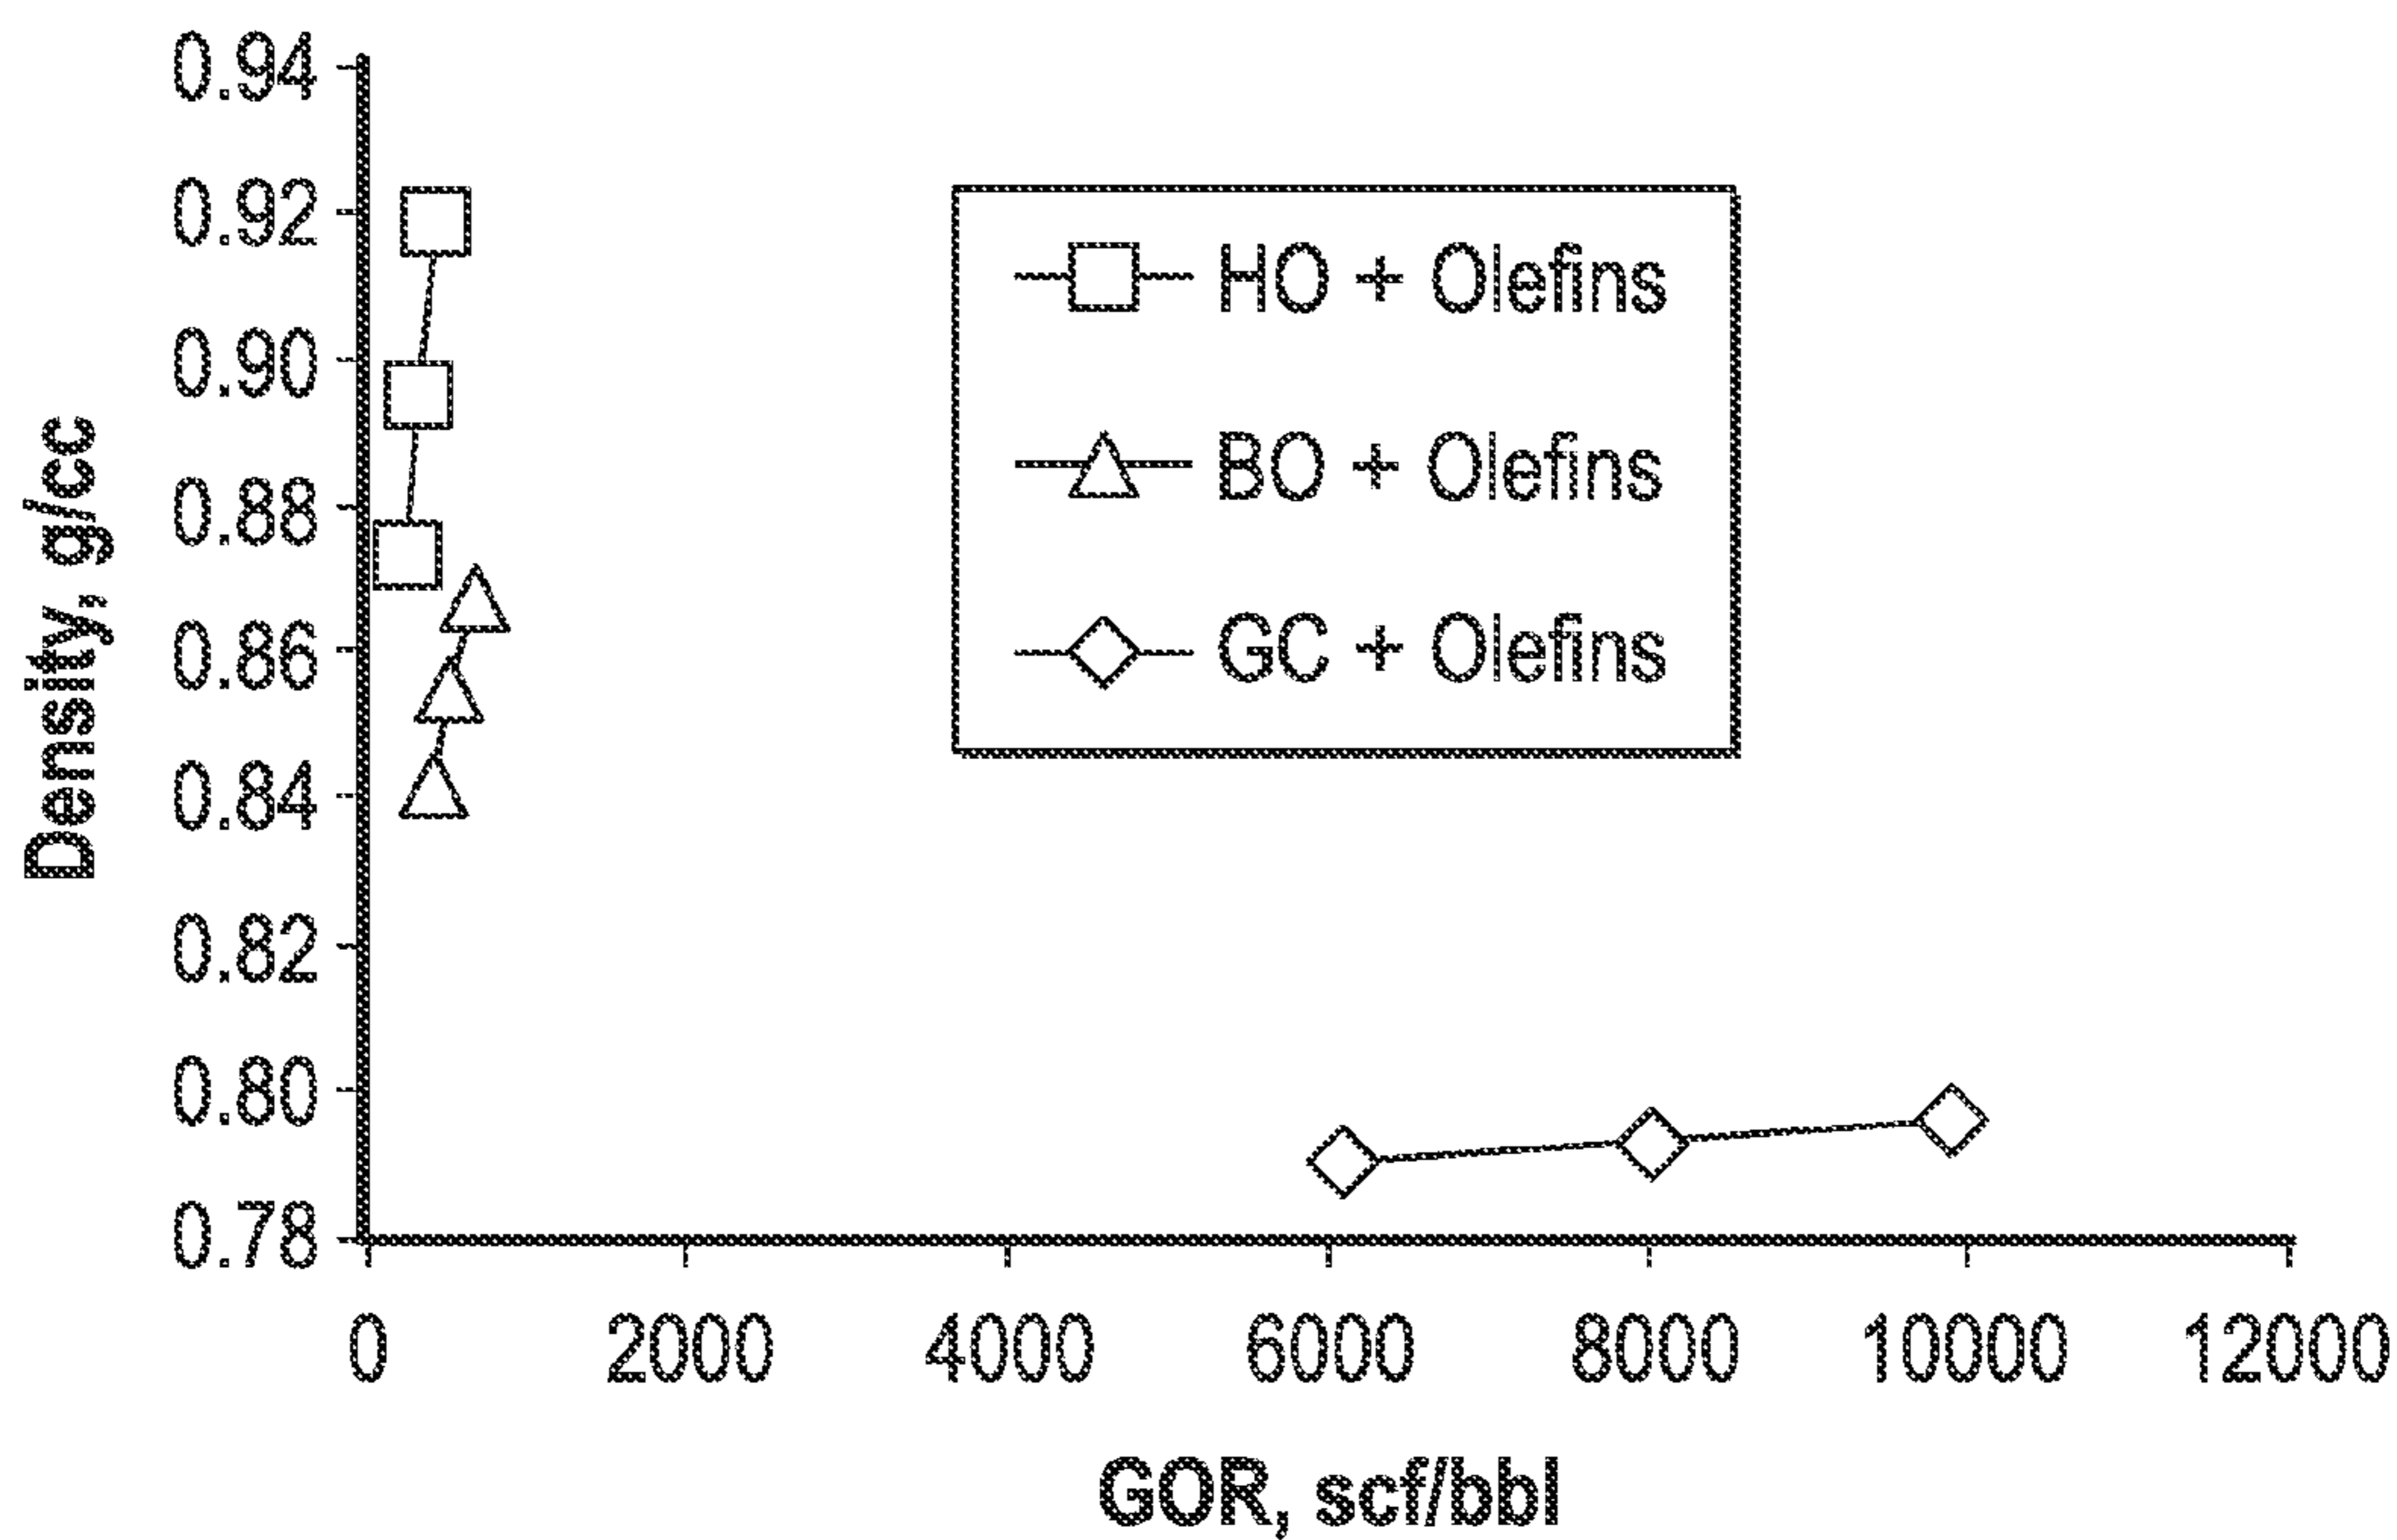 0.94
0.92
0.90
0.88
0.86
0.84
0.82
0.80
0.78
Density, g/cc
HO + Olefins
BO + Olefins
GC + Olefins
0 2000 4000 6000 8000 10000 12000
GOR, scf/bbl